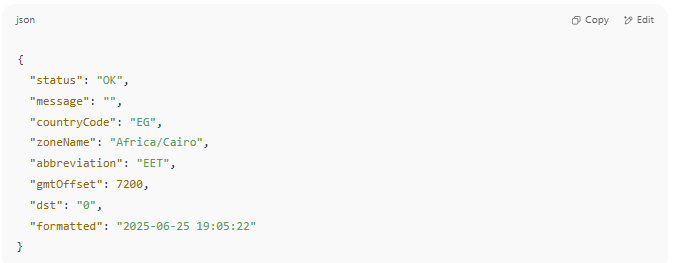 json
Copy
Edit
{
"status": "OK",
"message": "",
"countryCode": "EG",
"zoneName": "Africa/Cairo",
"abbreviation": "EET",
"gmtOffset": 7200,
"dst": "0",
"formatted": "2025-06-25 19:05:22"
}